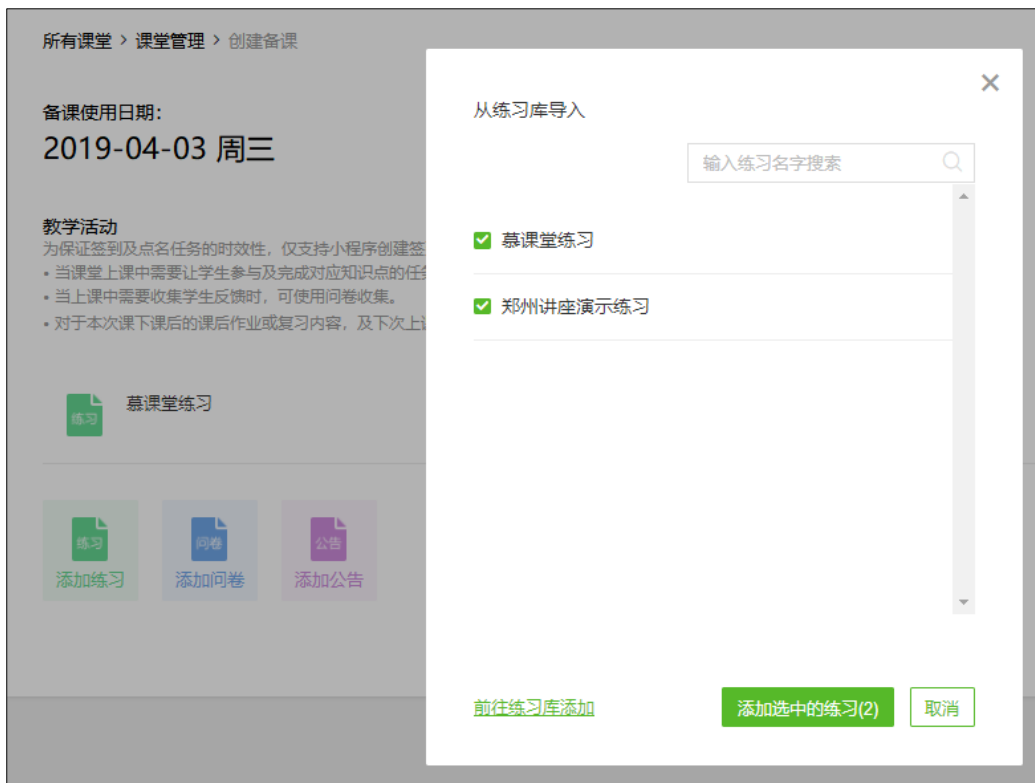 所有课堂 > 课堂管理 > 创建备课
备课使用日期:
2019-04-03 周三
教学活动
为保证签到及点名任务的时效性，仅支持小程序创建签
• 当课堂上课中需要让学生参与及完成对应知识点的任务
• 当上课中需要收集学生反馈时，可使用问卷收集。
• 对于本次课下课后的课后作业或复习内容，及下次上课
练习
慕课堂练习
练习
添加练习
问卷
添加问卷
公告
添加公告
从练习库导入
输入练习名字搜索
慕课堂练习
郑州讲座演示练习
前往练习库添加
添加选中的练习(2)
取消